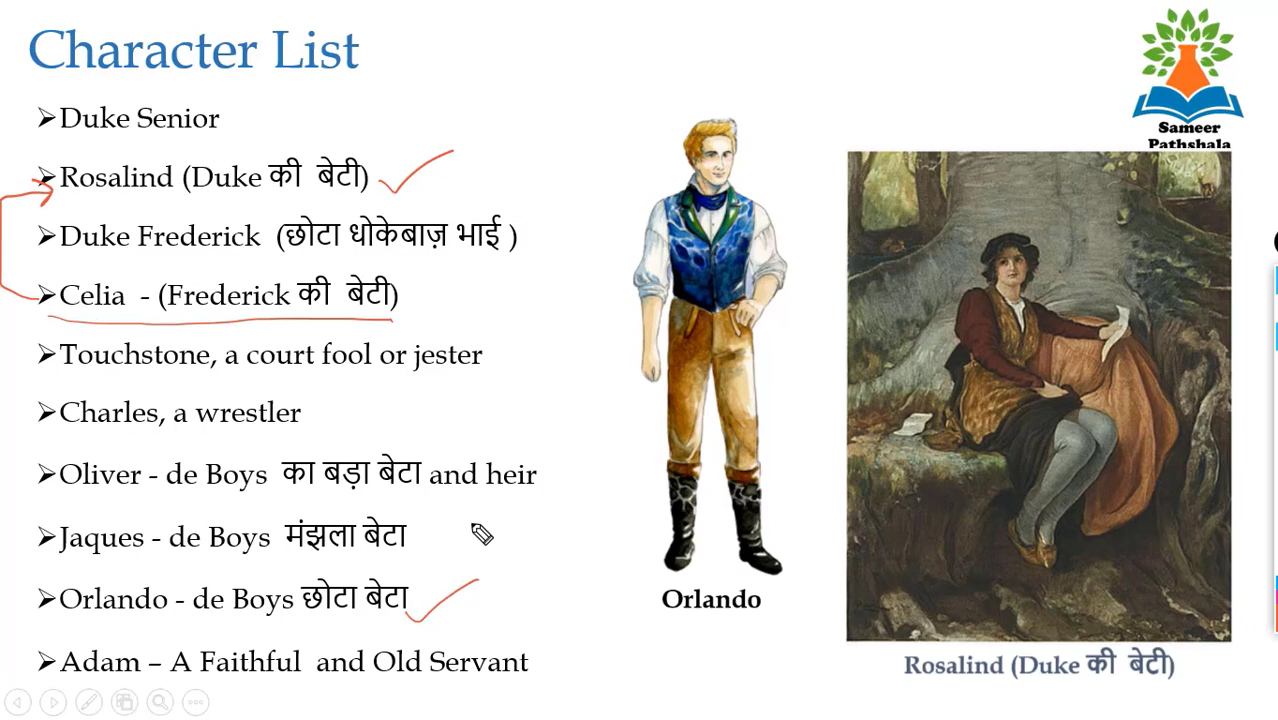 Character List
Duke Senior
Rosalind (Duke की बेटी)
Duke Frederick (छोटा धोकेबाज़ भाई )
Celia - (Frederick की बेटी)
Touchstone, a court fool or jester
Charles, a wrestler
Oliver - de Boys का बड़ा बेटा and heir
Jaques - de Boys मंझला बेटा
Orlando - de Boys छोटा बेटा
Adam – A Faithful and Old Servant
Orlando
Sameer
Pathshala
Rosalind (Duke की बेटी)